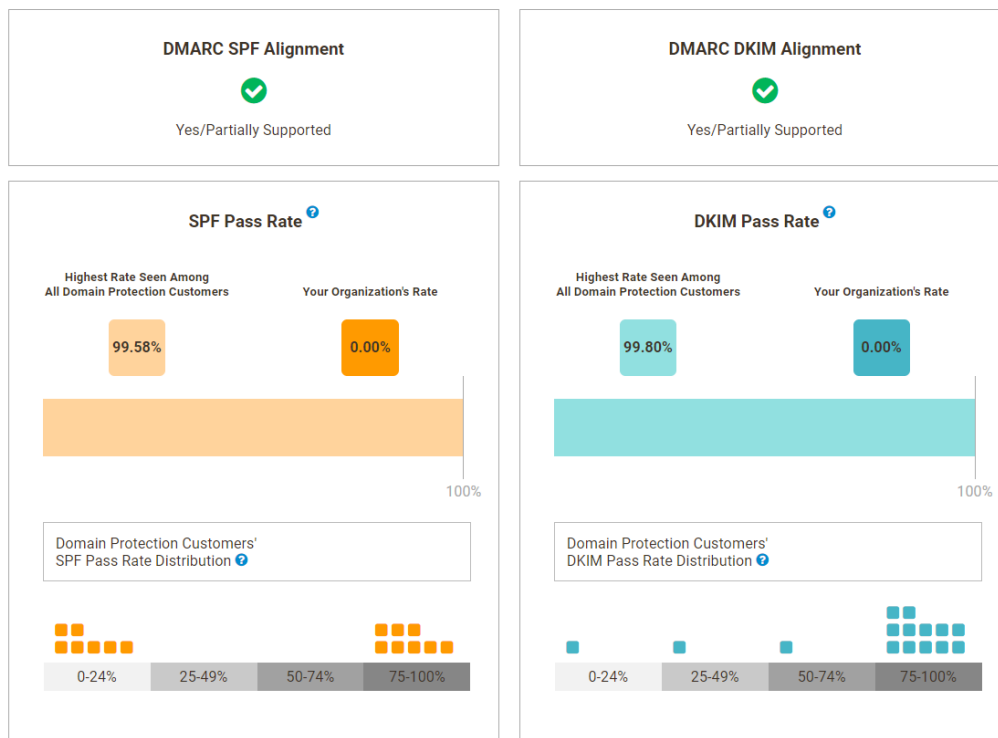 DMARC SPF Alignment
Yes/Partially Supported
DMARC DKIM Alignment
Yes/Partially Supported
SPF Pass Rate ?
Highest Rate Seen Among
All Domain Protection Customers
Your Organization's Rate
99.58%
0.00%
100%
Domain Protection Customers'
SPF Pass Rate Distribution ?
0-24%
25-49%
50-74%
75-100%
DKIM Pass Rate ?
Highest Rate Seen Among
All Domain Protection Customers
Your Organization's Rate
99.80%
0.00%
100%
Domain Protection Customers'
DKIM Pass Rate Distribution ?
0-24%
25-49%
50-74%
75-100%